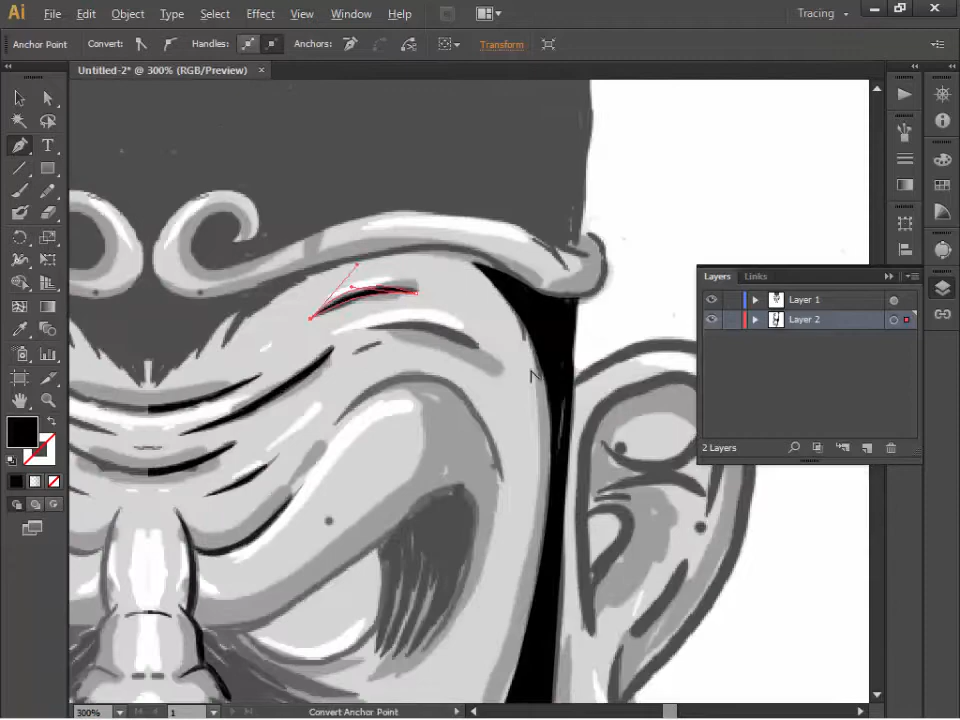 Ai File Edit Object Type Select Effect View Window Help Tracing
Anchor Point Convert: Handles: Anchors: Transform
Untitled-2* @ 300% (RGB/Preview) ×
T
Layers Links
Layer 1
Layer 2
2 Layers
300% 1 Convert Anchor Point